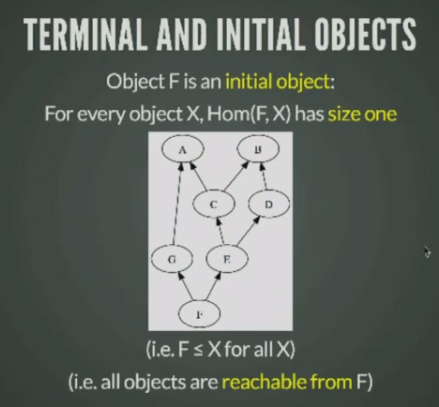 TERMINAL AND INITIAL OBJECTS
Object F is an initial object:
For every object X, Hom(F, X) has size one
A B
C D
G E
F
(i.e. F ≤ X for all X)
(i.e. all objects are reachable from F)